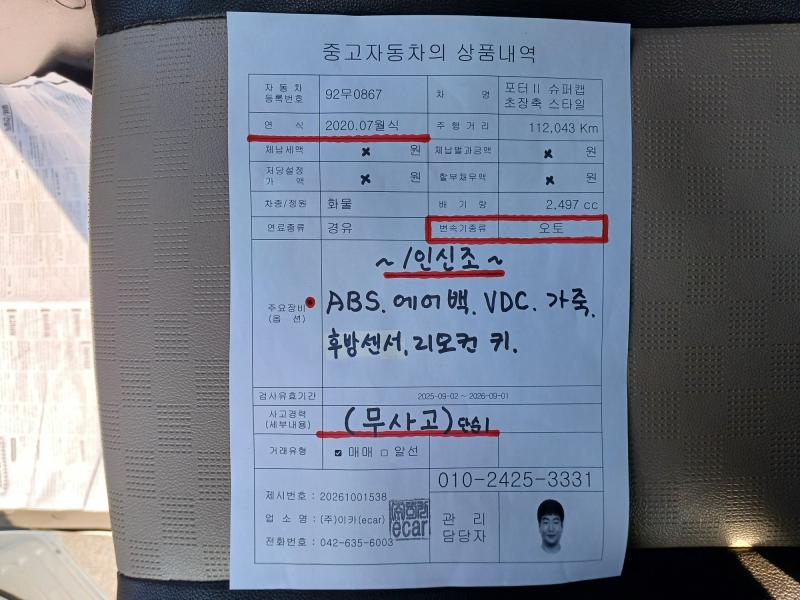 중고자동차의 상품내역
자동차 등록번호 92무0867 차 명 포터Ⅱ 슈퍼캡 초장축 스타일
연 식 2020.07월식 주행거리 112,043 Km
체납세액 x 원 체납벌과금액 x 원
저당설정 가 액 x 원 할부채무액 x 원
차종/정원 화물 배 기 량 2,497 cc
연료종류 경유 변속기종류 오토
~1인신조~
주요장비 (옵 션) ABS. 에어백. VDC. 가죽.
후방센서. 리모컨 키.
검사유효기간 2025-09-02 ~ 2026-09-01
사고경력 (세부내용) (무사고) 단순1
거래유형 ☑ 매매 □ 알선
010-2425-3331
제시번호 : 20261001538
업 소 명 : (주)이카(ecar)
전화번호 : 042-635-6003
ecar
관 리 담당자